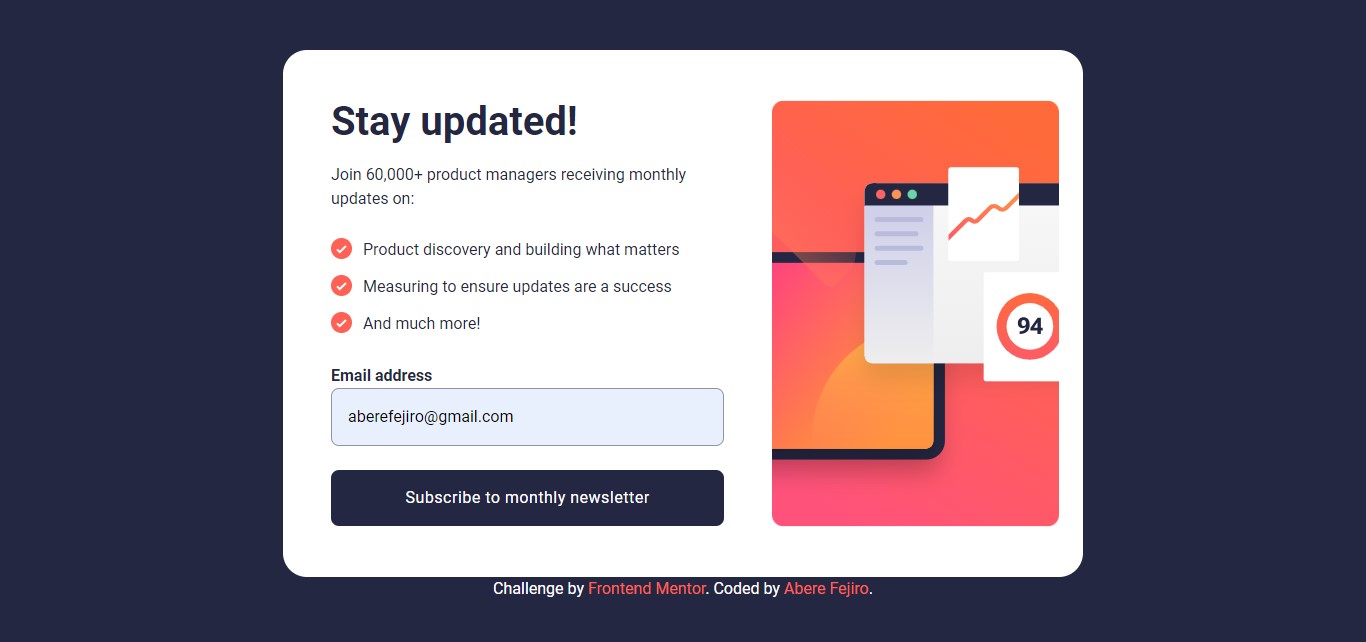 Stay updated!
Join 60,000+ product managers receiving monthly
updates on:
Product discovery and building what matters
Measuring to ensure updates are a success
And much more!
Email address
aberefejiro@gmail.com
Subscribe to monthly newsletter
94
Challenge by Frontend Mentor. Coded by Abere Fejiro.